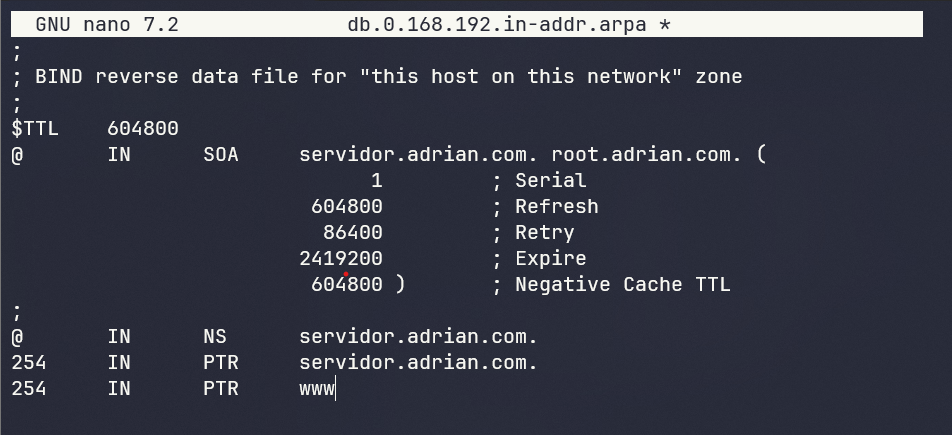 GNU nano 7.2 db.0.168.192.in-addr.arpa *
;
; BIND reverse data file for "this host on this network" zone
;
$TTL 604800
@ IN SOA servidor.adrian.com. root.adrian.com. (
1 ; Serial
604800 ; Refresh
86400 ; Retry
2419200 ; Expire
604800 ) ; Negative Cache TTL
;
@ IN NS servidor.adrian.com.
254 IN PTR servidor.adrian.com.
254 IN PTR www